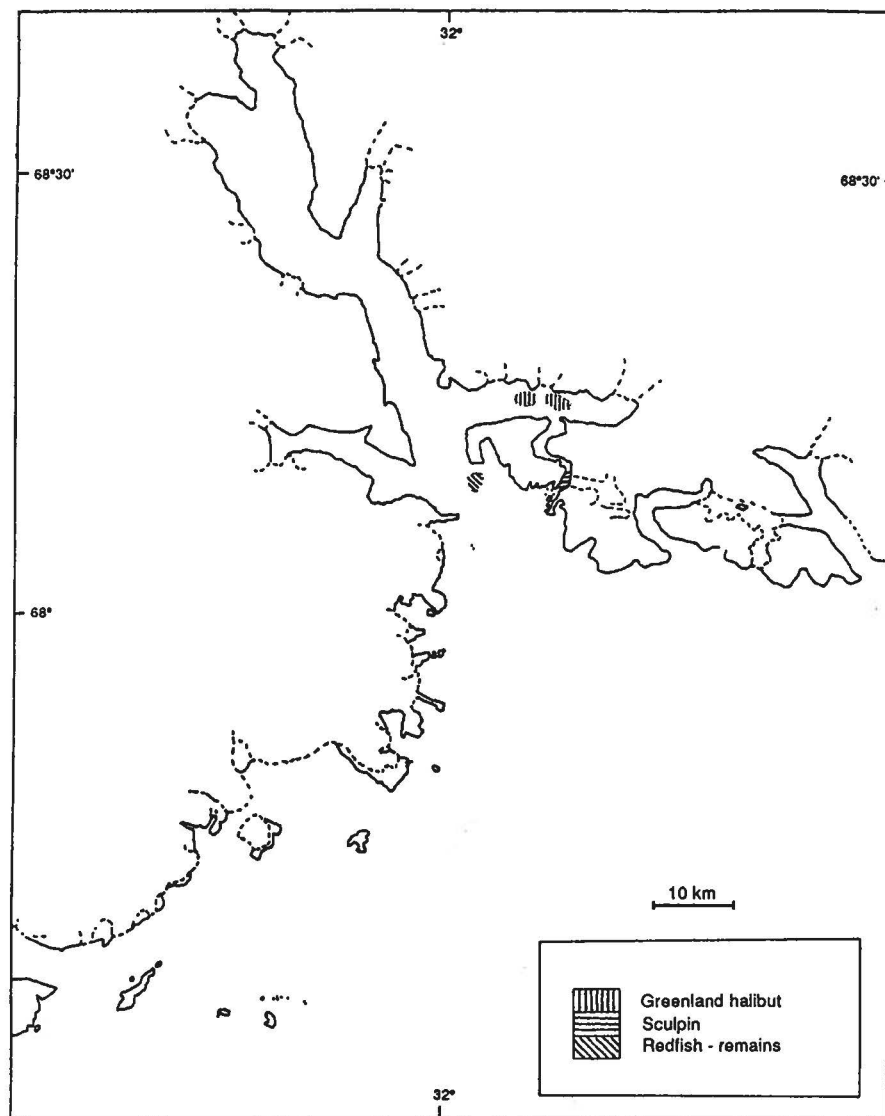 32°
68°30'
68°30'
68°
10 km
Greenland halibut
Sculpin
Redfish - remains
32°